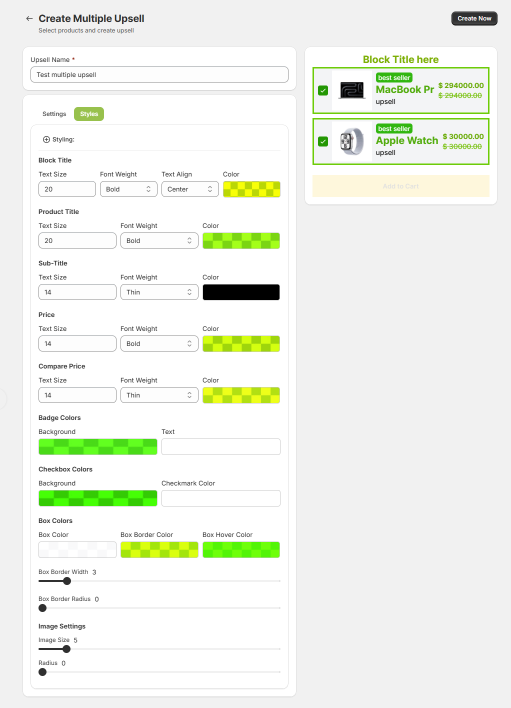 Create Multiple Upsell
Select products and create upsell
Create Now
Upsell Name *
Test multiple upsell
Settings
Styles
Styling:
Block Title
Text Size
Font Weight
Text Align
Color
20
Bold
Center
Product Title
Text Size
Font Weight
Color
20
Bold
Sub-Title
Text Size
Font Weight
Color
14
Thin
Price
Text Size
Font Weight
Color
14
Bold
Compare Price
Text Size
Font Weight
Color
14
Thin
Badge Colors
Background
Text
Checkbox Colors
Background
Checkmark Color
Box Colors
Box Color
Box Border Color
Box Hover Color
Box Border Width 3
Box Border Radius 0
Image Settings
Image Size 5
Radius 0
Block Title here
best seller
MacBook Pr
$ 294000.00
$ 294000.00
upsell
best seller
Apple Watch
$ 30000.00
$ 30000.00
upsell
Add to Cart